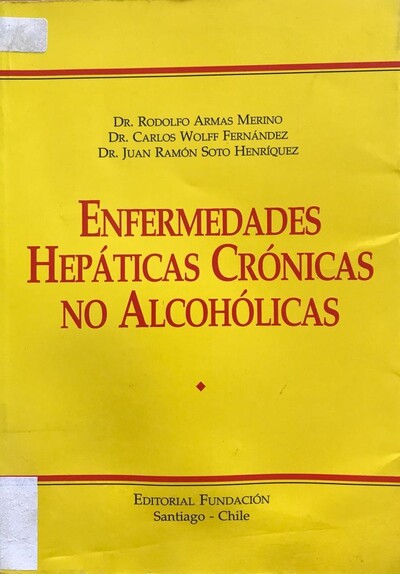 Dr. Rodolfo Armas Merino
Dr. Carlos Wolff Fernández
Dr. Juan Ramón Soto Henríquez
Enfermedades
Hepáticas Crónicas
no Alcohólicas
Editorial Fundación
Santiago - Chile